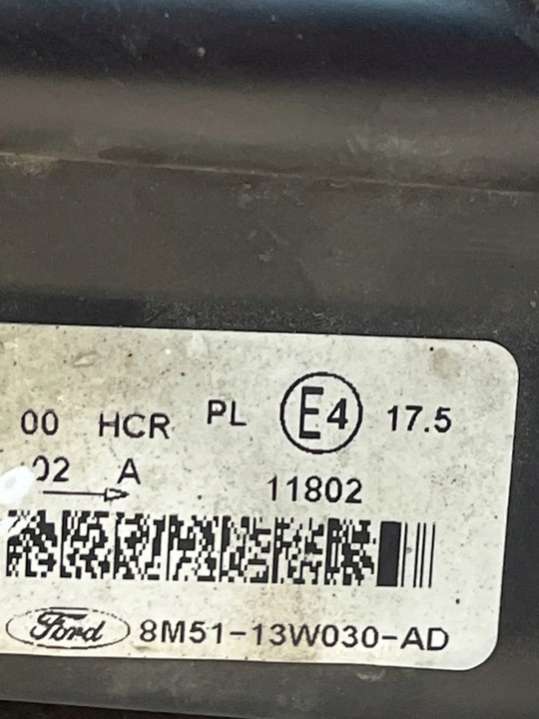 00 HCR PL E4 17.5
02 A
11802
Ford 8M51-13W030-AD